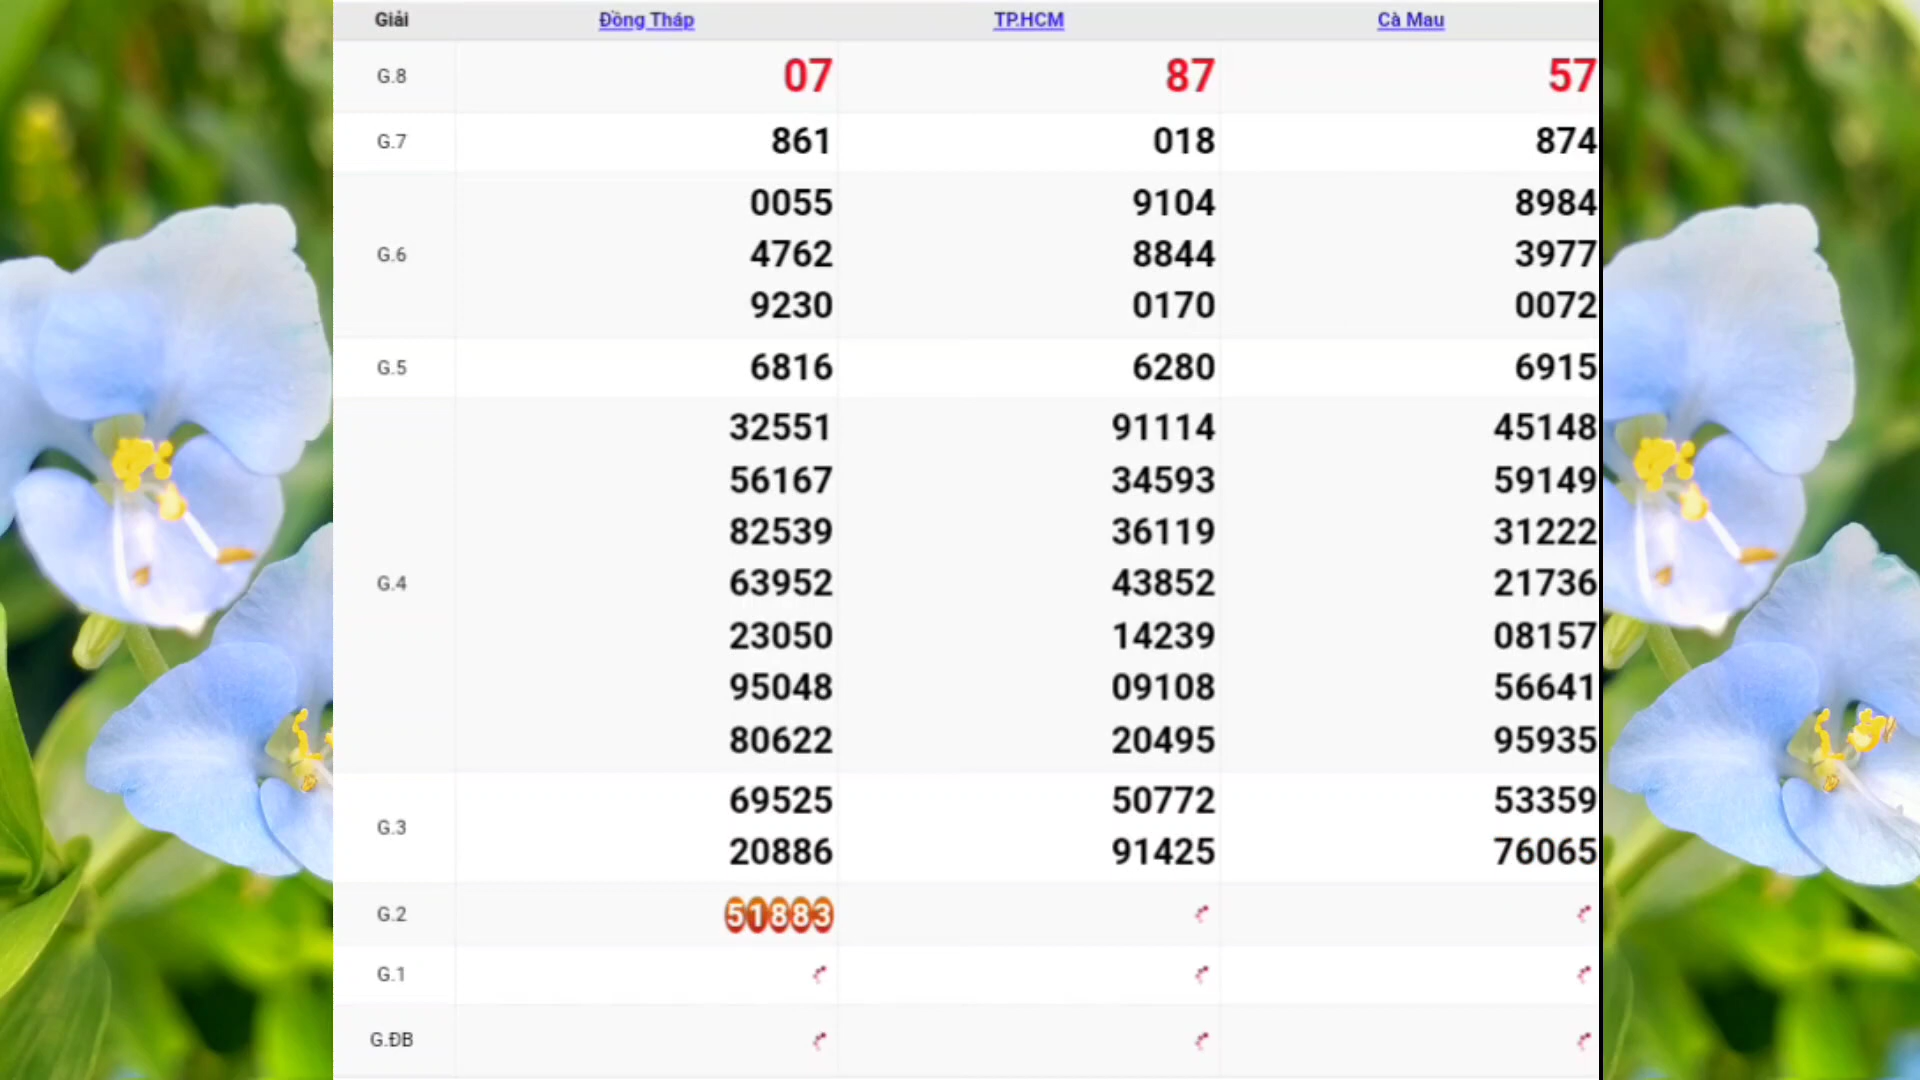 Giải Đồng Tháp TP.HCM Cà Mau
G.8 07 87 57
G.7 861 018 874
0055 9104 8984
G.6 4762 8844 3977
9230 0170 0072
G.5 6816 6280 6915
32551 91114 45148
56167 34593 59149
82539 36119 31222
G.4 63952 43852 21736
23050 14239 08157
95048 09108 56641
80622 20495 95935
69525 50772 53359
G.3
20886 91425 76065
G.2 51883
G.1
G.ĐB